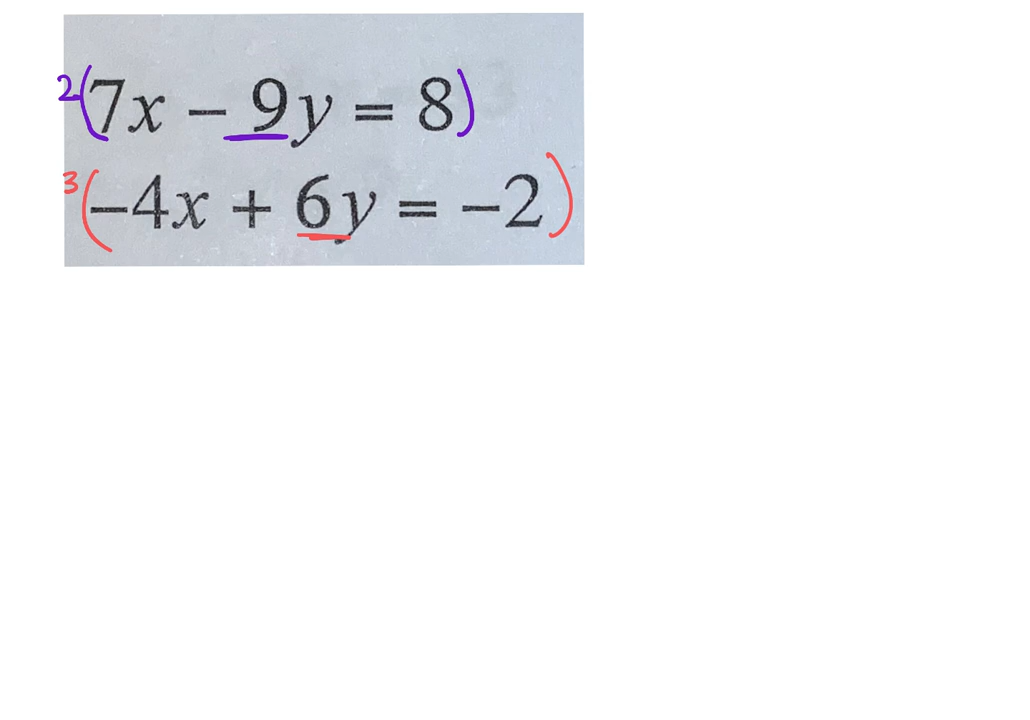 2(7x − 9y = 8)
3(−4x + 6y = −2)